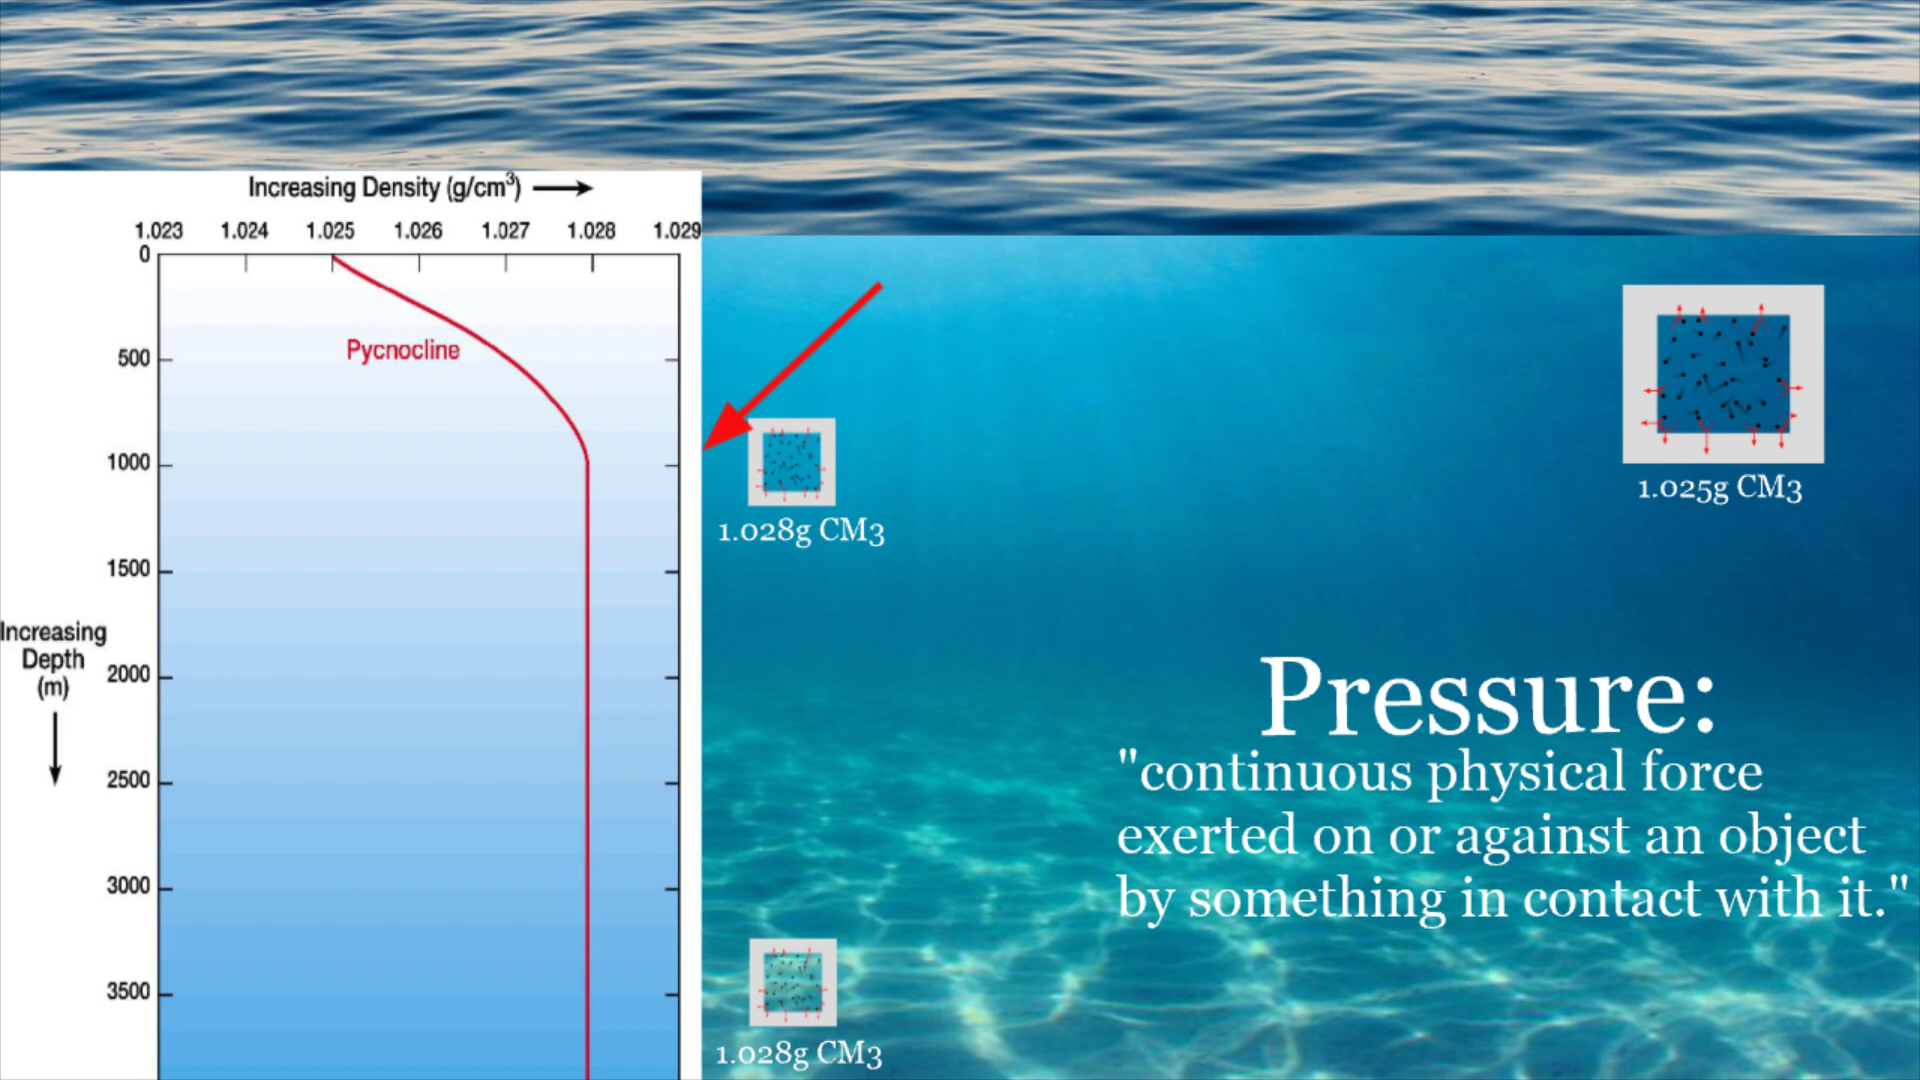 Increasing Density (g/cm³)
1.023 1.024 1.025 1.026 1.027 1.028 1.029
0
Pycnocline
500
1000
1500
Increasing
Depth
(m)
2000
2500
3000
3500
1.028g CM3
1.025g CM3
Pressure:
"continuous physical force
exerted on or against an object
by something in contact with it."
1.028g CM3